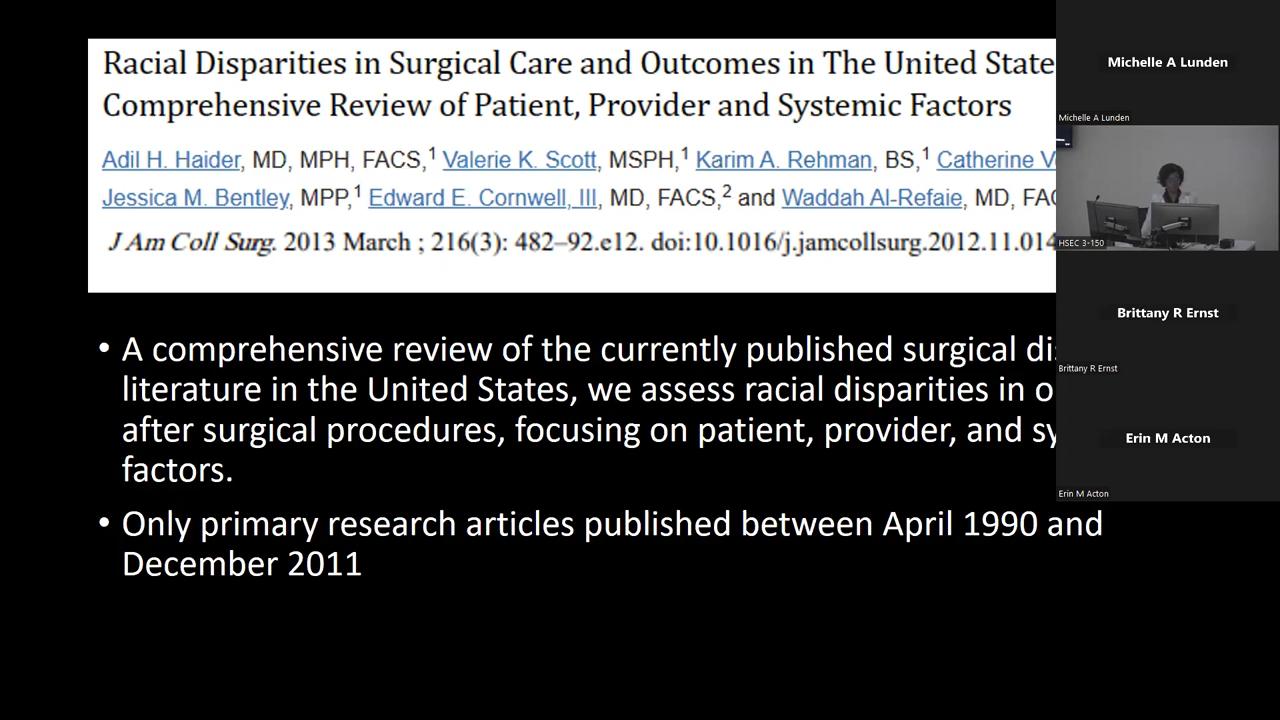 Racial Disparities in Surgical Care and Outcomes in The United State
Comprehensive Review of Patient, Provider and Systemic Factors
Adil H. Haider, MD, MPH, FACS,1 Valerie K. Scott, MSPH,1 Karim A. Rehman, BS,1 Catherine
Jessica M. Bentley, MPP,1 Edward E. Cornwell, III, MD, FACS,2 and Waddah Al-Refaie, MD,
J Am Coll Surg. 2013 March ; 216(3): 482–92.e12. doi:10.1016/j.jamcollsurg.2012.11.014
• A comprehensive review of the currently published surgical
literature in the United States, we assess racial disparities in
after surgical procedures, focusing on patient, provider, and
factors.
• Only primary research articles published between April 1990 and
December 2011
Michelle A Lunden
Michelle A Lunden
HSEC 3-150
Brittany R Ernst
Brittany R Ernst
Erin M Acton
Erin M Acton